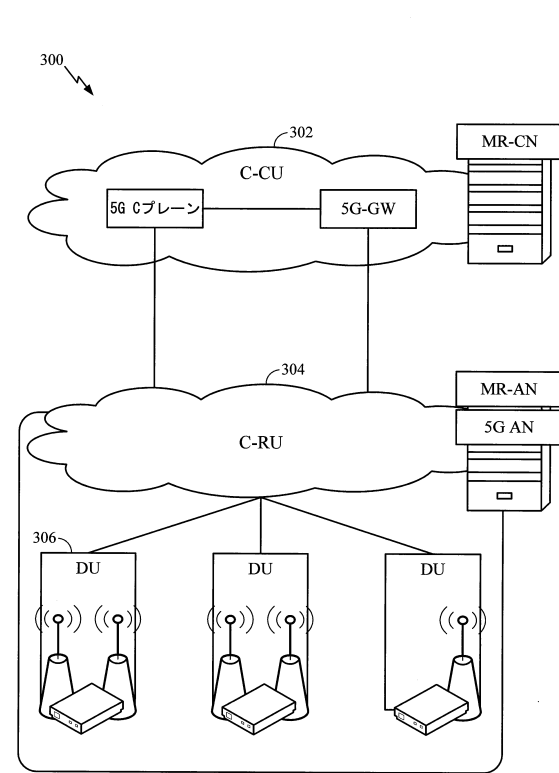 300
302
MR-CN
C-CU
5G Cプレーン
5G-GW
304
MR-AN
5G AN
C-RU
306
DU
DU
DU